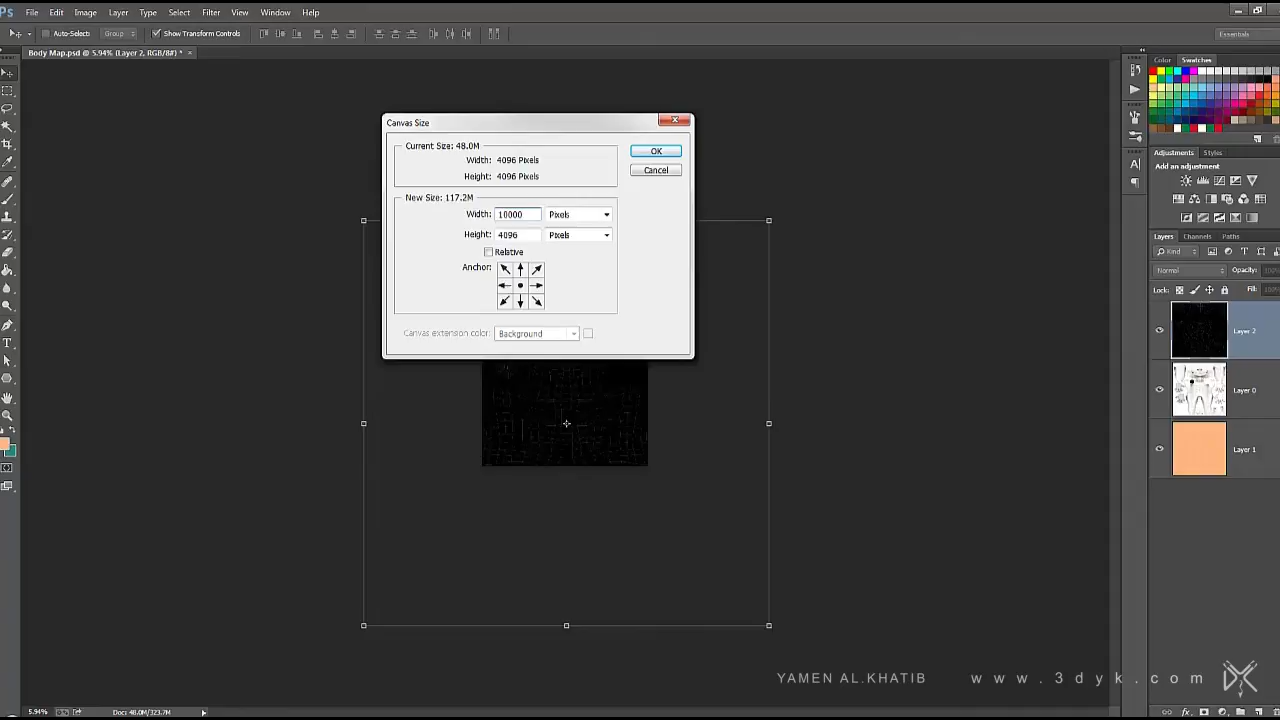 Ps File Edit Image Layer Type Select Filter View Window Help
Auto-Select: Group Show Transform Controls Essentials
Body Map.psd @ 5.94% (Layer 2, RGB/8#) * ×
Color Swatches
Canvas Size
Current Size: 48.0M
OK
Width: 4096 Pixels
Cancel
Height: 4096 Pixels
New Size: 117.2M
Width: 10000 Pixels
Height: 4096 Pixels
Relative
Anchor:
Canvas extension color: Background
Adjustments Styles
Add an adjustment
Layers Channels Paths
Kind
Normal Opacity:
Lock: Fill:
Layer 2
Layer 0
Layer 1
YAMEN AL.KHATIB www.3dyk.com
5.94% Doc: 48.0M/323.7M